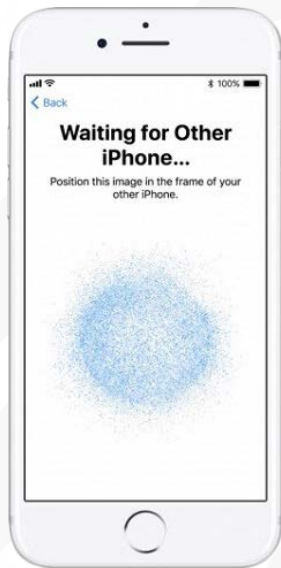 100%
Back
Waiting for Other
iPhone...
Position this image in the frame of your
other iPhone.